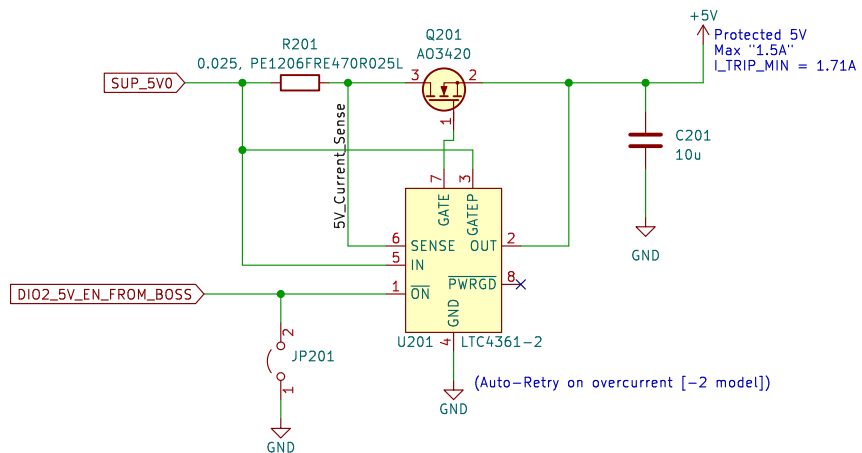 +5V
Q201
AO3420
Protected 5V
Max "1.5A"
I_TRIP_MIN = 1.71A
R201
0.025, PE1206FRE470R025L
SUP_5V0
3
2
1
5V_Current_Sense
C201
10u
7
3
GATE
GATEP
6
SENSE
OUT
2
5
IN
GND
PWRGD
8
DIO2_5V_EN_FROM_BOSS
1
ON
GND
U201
4
LTC4361-2
2
JP201
1
(Auto-Retry on overcurrent [-2 model])
GND
GND